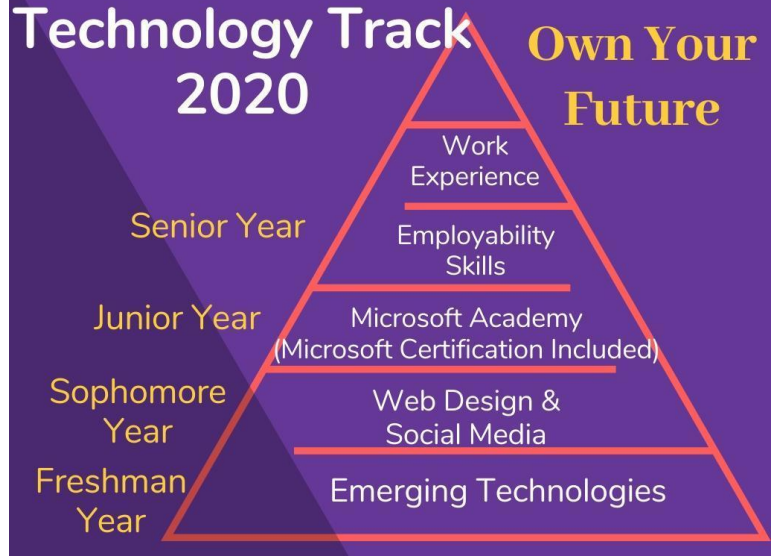 Technology Track
2020
Own Your
Future
Work
Experience
Senior Year
Employability
Skills
Junior Year
Microsoft Academy
(Microsoft Certification Included)
Sophomore
Year
Web Design &
Social Media
Freshman
Year
Emerging Technologies